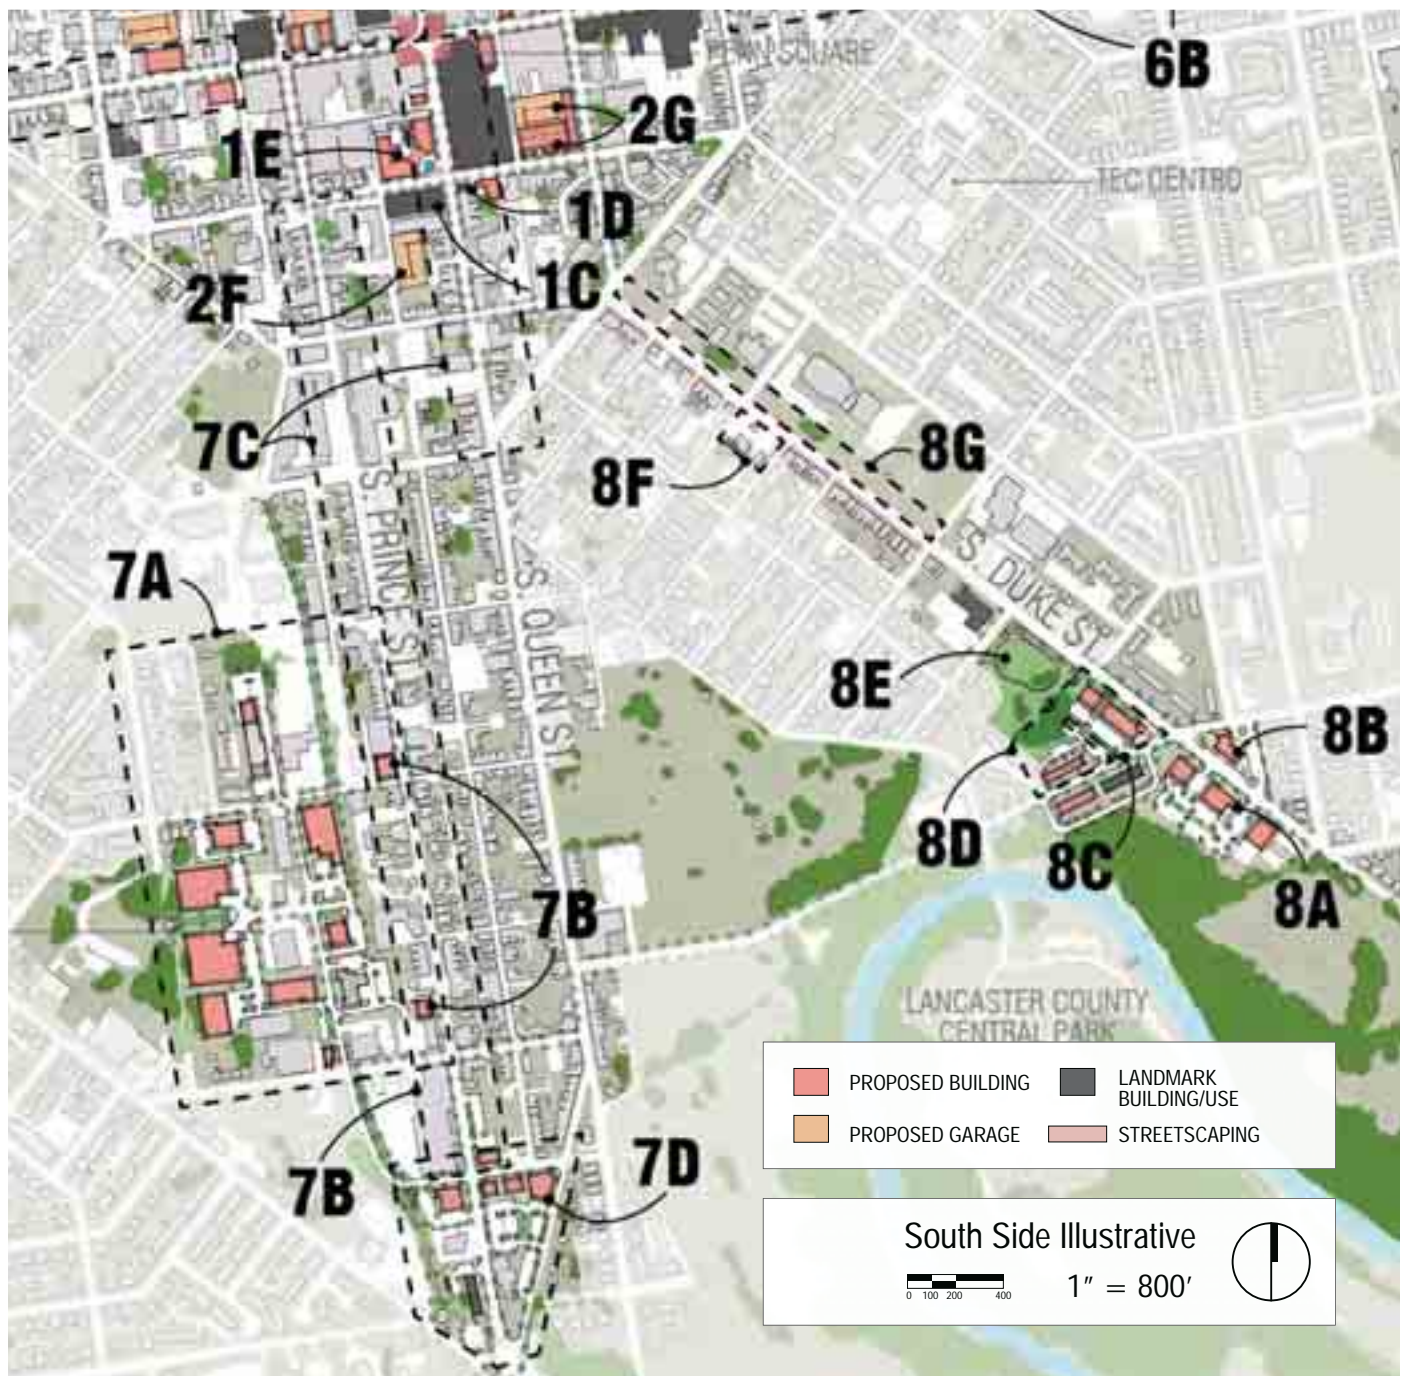 6B
PENN SQUARE
2G
1E
TEC CENTRO
1D
1C
2F
7C
8G
8F
S. PRINCE ST.
7A
S. QUEEN ST.
S. DUKE ST.
8E
8B
8D
8C
7B
8A
LANCASTER COUNTY
CENTRAL PARK
PROPOSED BUILDING
LANDMARK
BUILDING/USE
PROPOSED GARAGE
STREETSCAPING
7D
7B
South Side Illustrative
0 100 200 400
1” = 800’